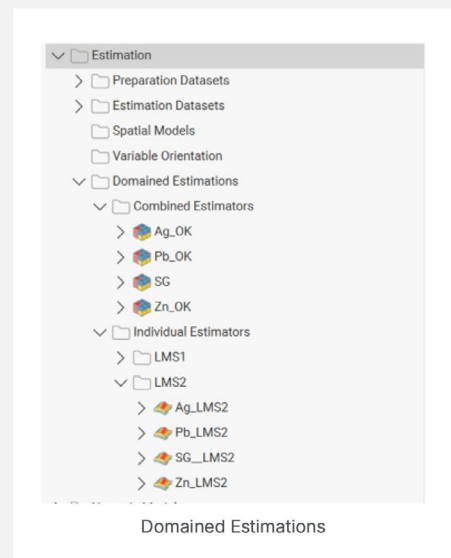 Estimation
Preparation Datasets
Estimation Datasets
Spatial Models
Variable Orientation
Domained Estimations
Combined Estimators
Ag_OK
Pb_OK
SG
Zn_OK
Individual Estimators
LMS1
LMS2
Ag_LMS2
Pb_LMS2
SG__LMS2
Zn_LMS2
Domained Estimations